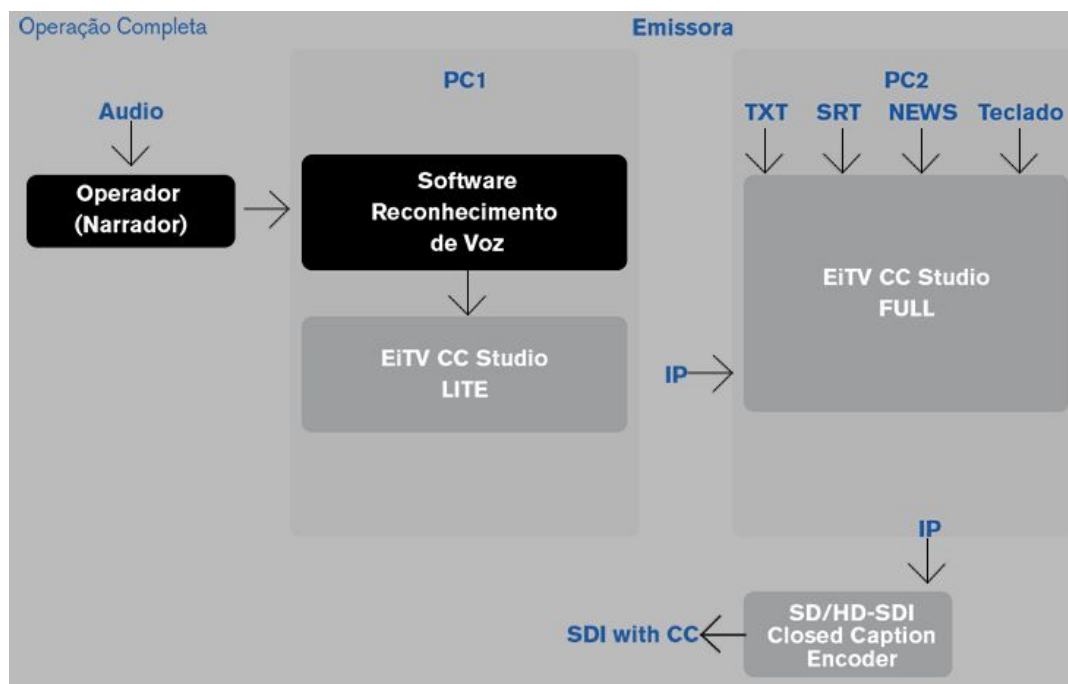 Operação Completa
Emissora
PC1
PC2
Audio
TXT SRT NEWS Teclado
Operador
(Narrador)
Software
Reconhecimento
de Voz
EiTV CC Studio
FULL
EiTV CC Studio
LITE
IP
IP
SD/HD-SDI
Closed Caption
Encoder
SDI with CC